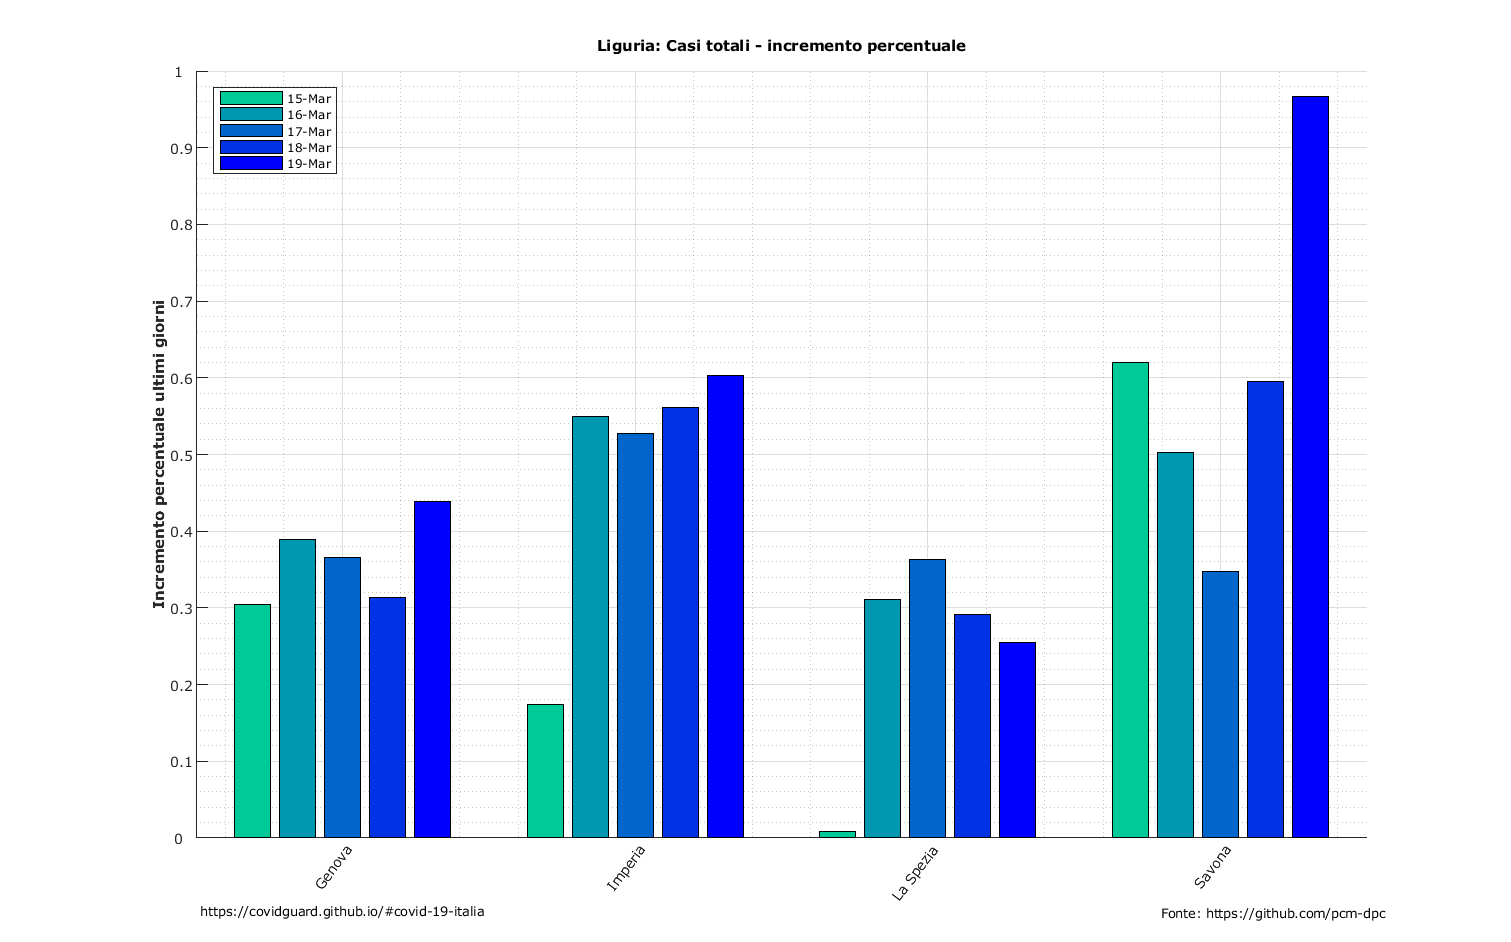 Liguria: Casi totali - incremento percentuale
1
0.9
0.8
0.7
0.6
0.5
0.4
0.3
0.2
0.1
0
Incremento percentuale ultimi giorni
15-Mar
16-Mar
17-Mar
18-Mar
19-Mar
Genova
Imperia
La Spezia
Savona
https://covidguard.github.io/#covid-19-italia
Fonte: https://github.com/pcm-dpc